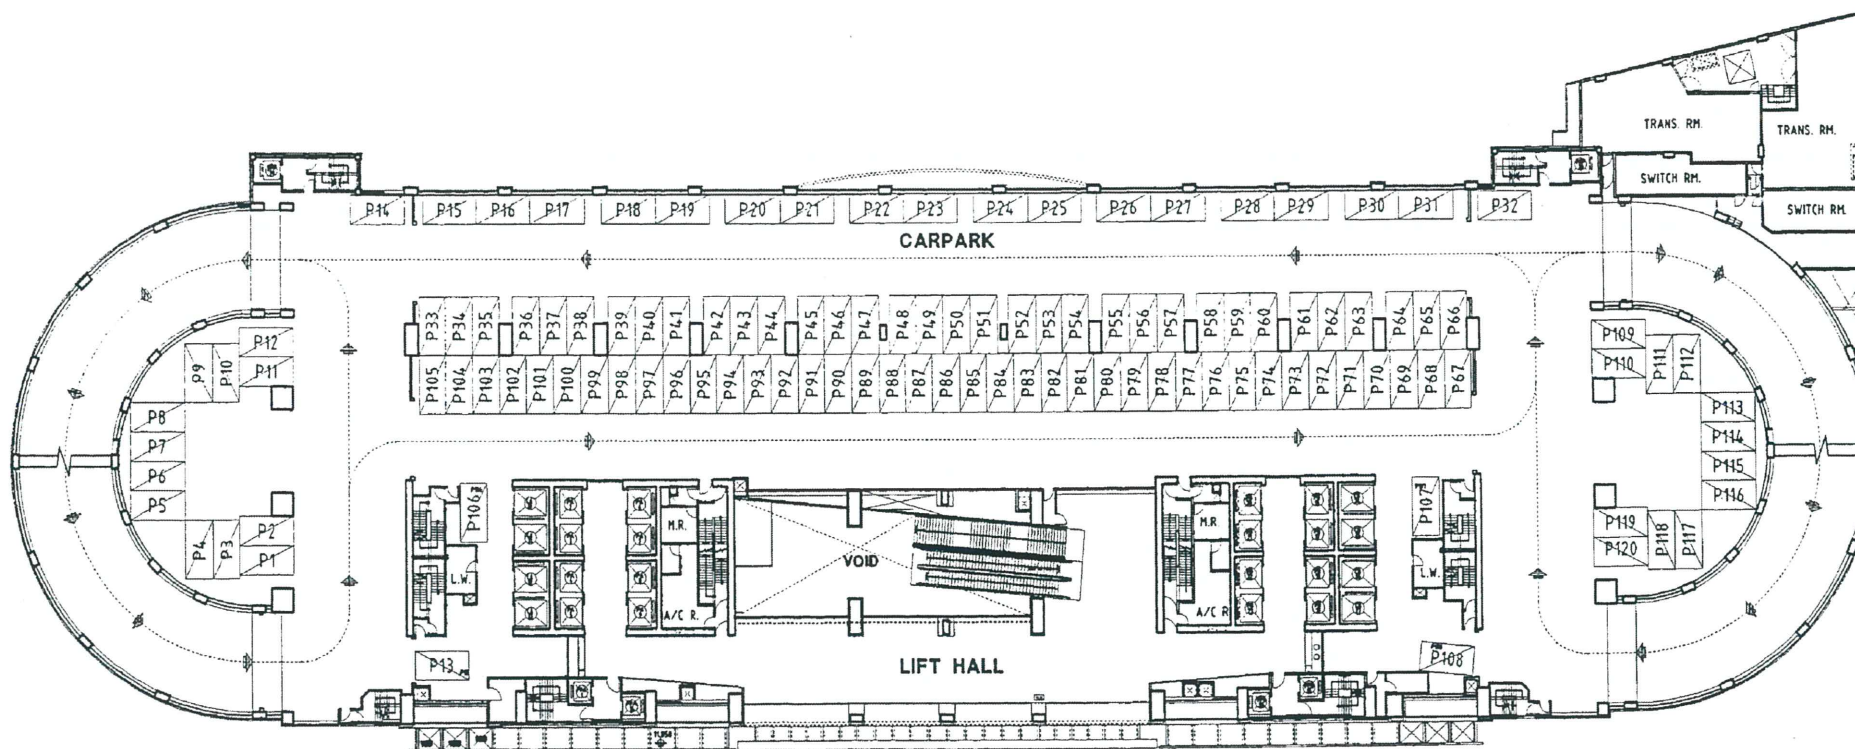 TRANS. RM.
TRANS. RM.
SWITCH RM.
SWITCH RM.
P14 P15 P16 P17 P18 P19 P20 P21 P22 P23 P24 P25 P26 P27 P28 P29 P30 P31 P32
CARPARK
P33 P34 P35 P36 P37 P38 P39 P40 P41 P42 P43 P44 P45 P46 P47 P48 P49 P50 P51 P52 P53 P54 P55 P56 P57 P58 P59 P60 P61 P62 P63 P64 P65 P66
P105 P104 P103 P102 P101 P100 P99 P98 P97 P96 P95 P94 P93 P92 P91 P90 P89 P88 P87 P86 P85 P84 P83 P82 P81 P80 P79 P78 P77 P76 P75 P74 P73 P72 P71 P70 P69 P68 P67
P12
P11
P9 P10
P8
P7
P6
P5
P4 P3
P2
P1
P109
P110
P111 P112
P113
P114
P115
P116
P119
P120
P118 P117
P106
P107
M.R.
M.R.
VOID
L.W.
L.W.
A/C R.
A/C R
P13
LIFT HALL
P108